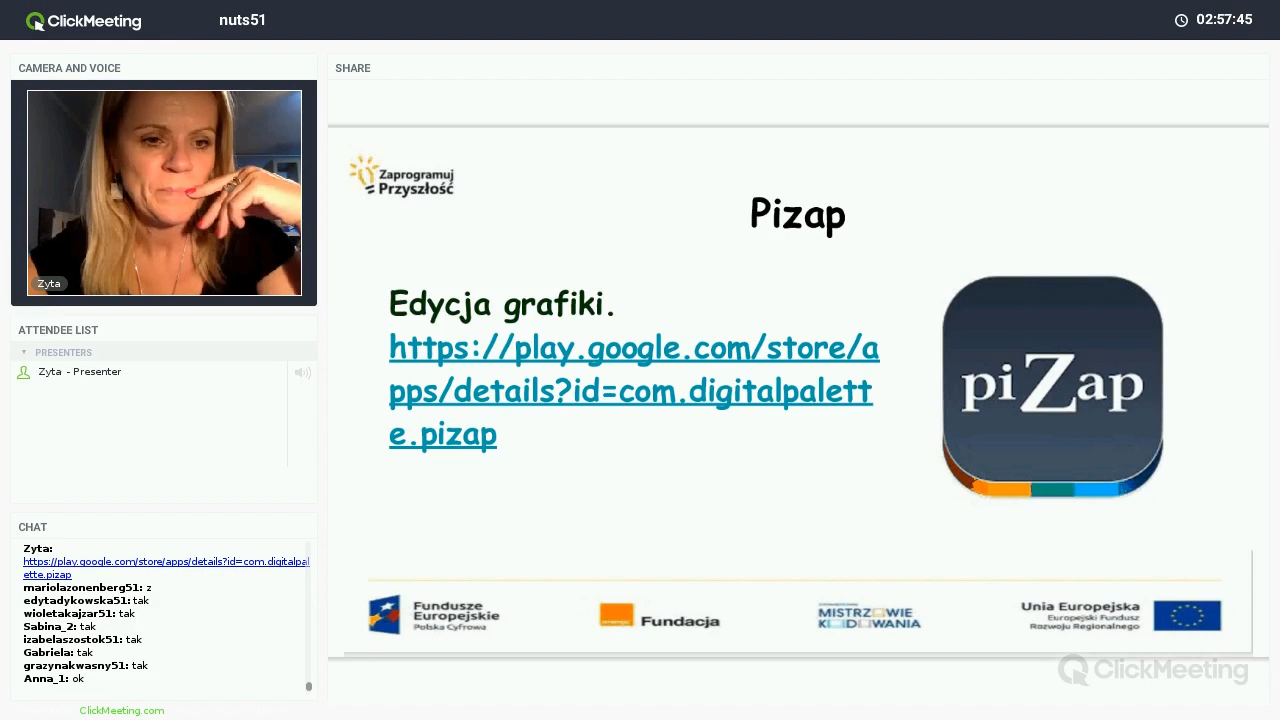 ClickMeeting
nuts51
02:57:45
CAMERA AND VOICE
Zyta
ATTENDEE LIST
PRESENTERS
Zyta - Presenter
CHAT
Zyta:
https://play.google.com/store/apps/details?id=com.digitalpal
ette.pizap
mariolazonenberg51: z
edytadykowska51: tak
wioletakajzar51: tak
Sabina_2: tak
izabelaszostok51: tak
Gabriela: tak
grazynakwasny51: tak
Anna_1: ok
ClickMeeting.com
SHARE
Zaprogramuj
Przyszłość
Pizap
Edycja grafiki.
https://play.google.com/store/a
pps/details?id=com.digitalpalett
e.pizap
piZap
Fundusze
Europejskie
Polska Cyfrowa
Fundacja
MISTRZOWIE
KODOWANIA
Unia Europejska
Europejski Fundusz
Rozwoju Regionalnego
ClickMeeting